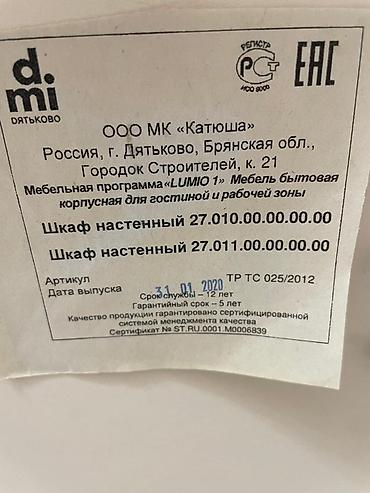 d.
mi
ДЯТЬКОВО
РЕГИСТР
РСТ
ИСО 9000
ЕАС
ООО МК «Катюша»
Россия, г. Дятьково, Брянская обл.,
Городок Строителей, к. 21
Мебельная программа «LUMIO 1» Мебель бытовая
корпусная для гостиной и рабочей зоны
Шкаф настенный 27.010.00.00.00.00
Шкаф настенный 27.011.00.00.00.00
Артикул ТР ТС 025/2012
Дата выпуска 31 01. 2020
Срок службы – 12 лет
Гарантийный срок – 5 лет
Качество продукции гарантировано сертифицированной
системой менеджмента качества
Сертификат № ST.RU.0001.М0006839